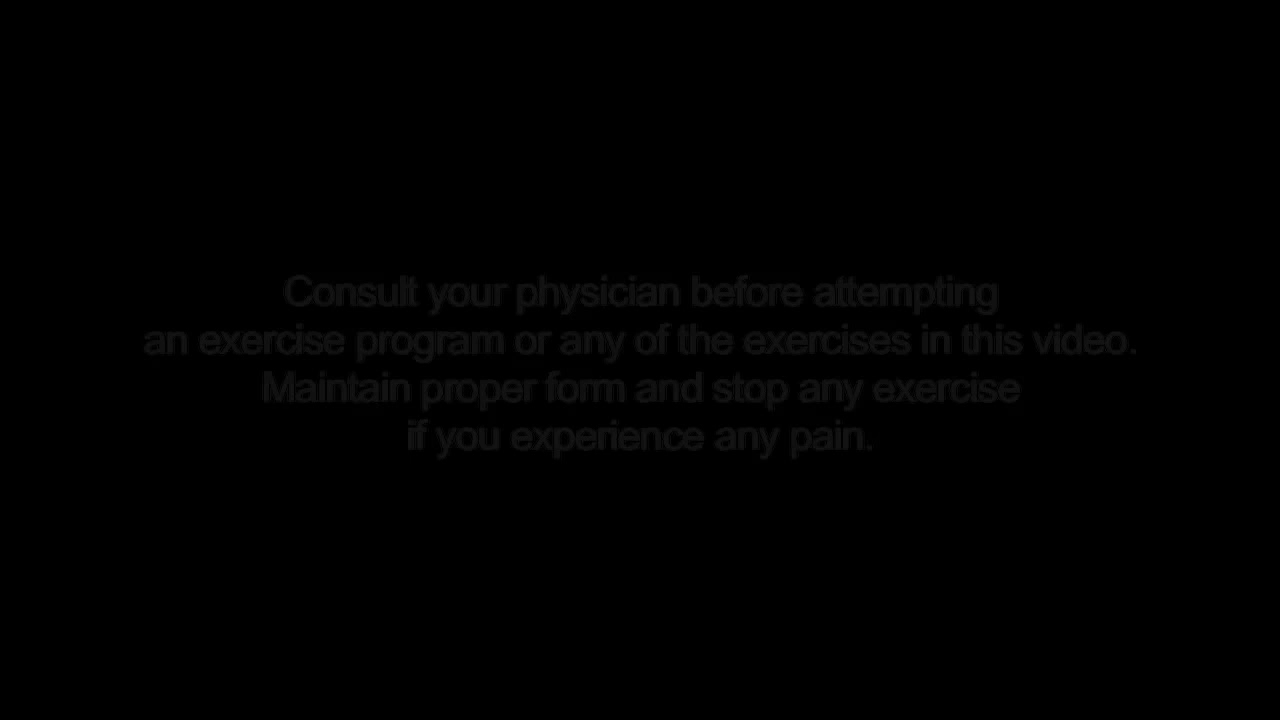 Consult your physician before attempting
an exercise program or any of the exercises in this video.
Maintain proper form and stop any exercise
if you experience any pain.